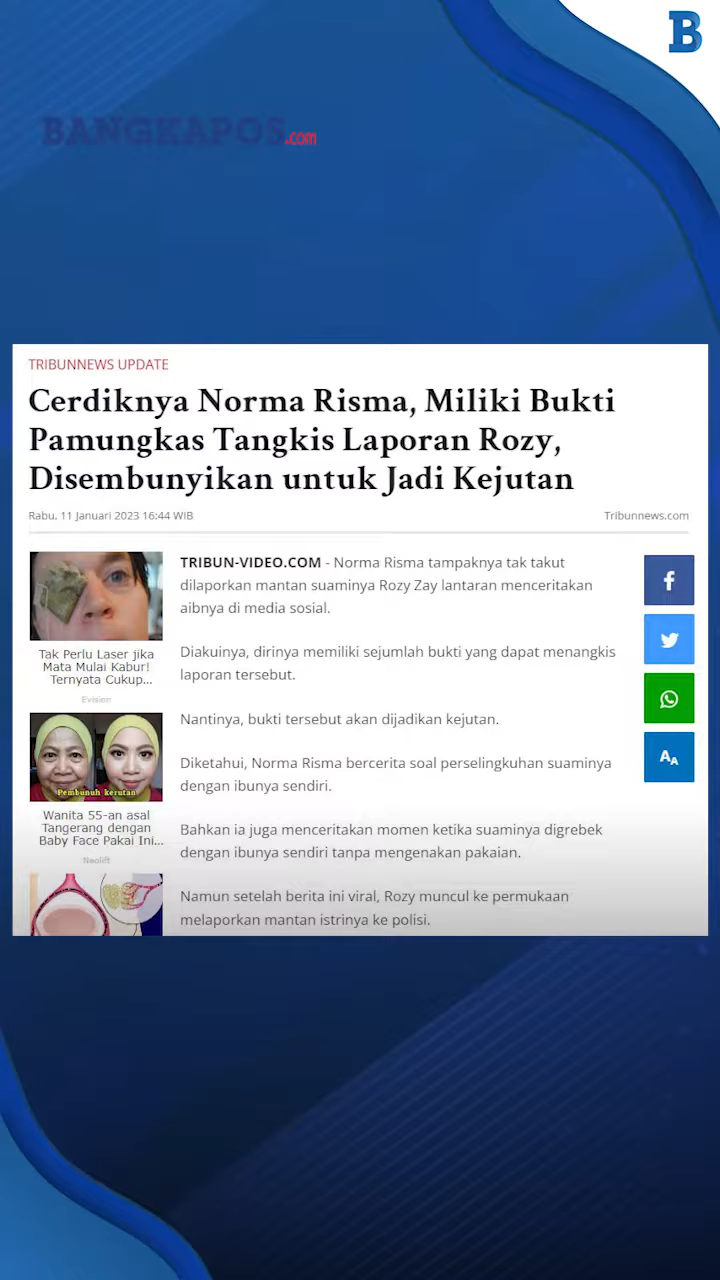 B
BANGKAPOS.com
TRIBUNNEWS UPDATE
Cerdiknya Norma Risma, Miliki Bukti
Pamungkas Tangkis Laporan Rozy,
Disembunyikan untuk Jadi Kejutan
Rabu, 11 Januari 2023 16:44 WIB
Tribunnews.com
TRIBUN-VIDEO.COM - Norma Risma tampaknya tak takut
dilaporkan mantan suaminya Rozy Zay lantaran menceritakan
aibnya di media sosial.
Diakuinya, dirinya memiliki sejumlah bukti yang dapat menangkis
laporan tersebut.
Nantinya, bukti tersebut akan dijadikan kejutan.
Diketahui, Norma Risma bercerita soal perselingkuhan suaminya
dengan ibunya sendiri.
Bahkan ia juga menceritakan momen ketika suaminya digrebek
dengan ibunya sendiri tanpa mengenakan pakaian.
Namun setelah berita ini viral, Rozy muncul ke permukaan
melaporkan mantan istrinya ke polisi.
Tak Perlu Laser jika
Mata Mulai Kabur!
Ternyata Cukup...
Evision
Pembunuh kerutan
Wanita 55-an asal
Tangerang dengan
Baby Face Pakai Ini...
Neolift
f
AA